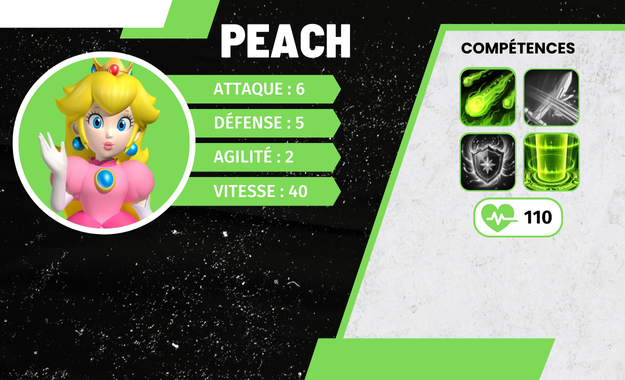 PEACH
ATTAQUE : 6
DÉFENSE : 5
AGILITÉ : 2
VITESSE : 40
COMPÉTENCES
110